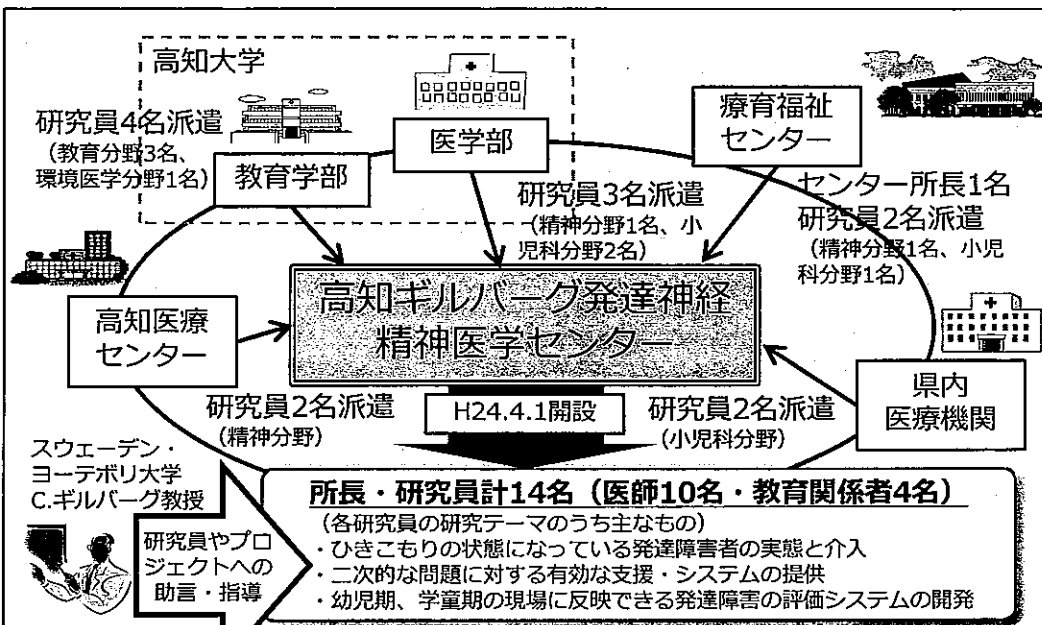 高知大学
研究員4名派遣
（教育分野3名、
環境医学分野1名）
教育学部
医学部
研究員3名派遣
（精神分野1名、小
児科分野2名）
療育福祉
センター
センター所長1名
研究員2名派遣
（精神分野1名、小児
科分野1名）
高知医療
センター
高知ギルバーグ発達神経
精神医学センター
県内
医療機関
研究員2名派遣
（精神分野）
H24.4.1開設
研究員2名派遣
（小児科分野）
スウェーデン・
ヨーテボリ大学
C.ギルバーグ教授
研究員やプロ
ジェクトへの
助言・指導
所長・研究員計14名（医師10名・教育関係者4名）
（各研究員の研究テーマのうち主なもの）
・ひきこもりの状態になっている発達障害者の実態と介入
・二次的な問題に対する有効な支援・システムの提供
・幼児期、学童期の現場に反映できる発達障害の評価システムの開発